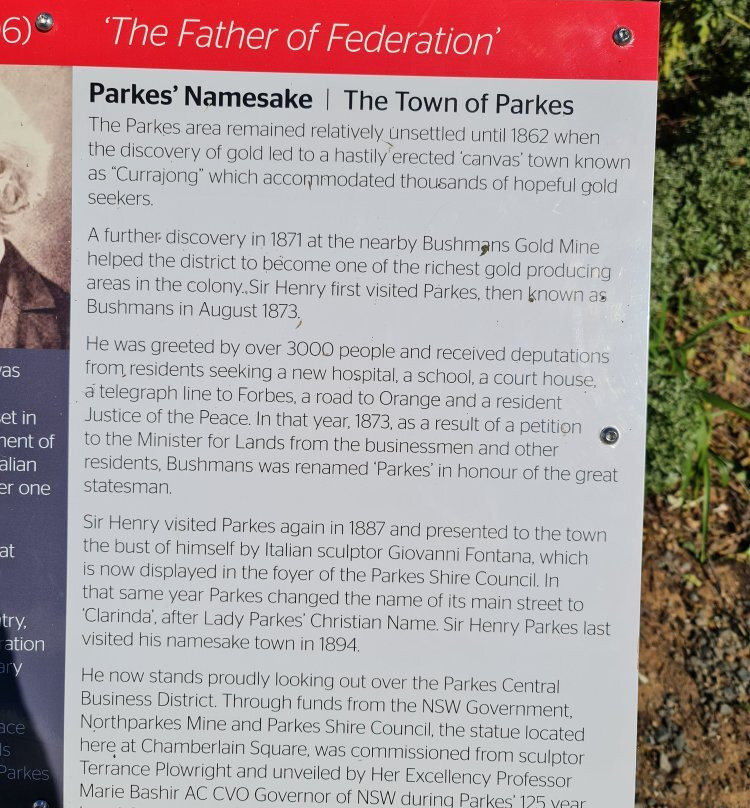 6) 'The Father of Federation'
Parkes' Namesake | The Town of Parkes
The Parkes area remained relatively unsettled until 1862 when
the discovery of gold led to a hastily erected 'canvas' town known
as "Currajong" which accommodated thousands of hopeful gold
seekers.
A further discovery in 1871 at the nearby Bushmans Gold Mine
helped the district to become one of the richest gold producing
areas in the colony. Sir Henry first visited Parkes, then known as
Bushmans in August 1873.
He was greeted by over 3000 people and received deputations
from residents seeking a new hospital, a school, a court house,
a telegraph line to Forbes, a road to Orange and a resident
Justice of the Peace. In that year, 1873, as a result of a petition
to the Minister for Lands from the businessmen and other
residents, Bushmans was renamed 'Parkes' in honour of the great
statesman.
Sir Henry visited Parkes again in 1887 and presented to the town
the bust of himself by Italian sculptor Giovanni Fontana, which
is now displayed in the foyer of the Parkes Shire Council. In
that same year Parkes changed the name of its main street to
'Clarinda', after Lady Parkes' Christian Name. Sir Henry Parkes last
visited his namesake town in 1894.
He now stands proudly looking out over the Parkes Central
Business District. Through funds from the NSW Government,
Northparkes Mine and Parkes Shire Council, the statue located
here at Chamberlain Square, was commissioned from sculptor
Terrance Plowright and unveiled by Her Excellency Professor
Marie Bashir AC CVO Governor of NSW during Parkes' 125 year
et in
er one
at
Parkes